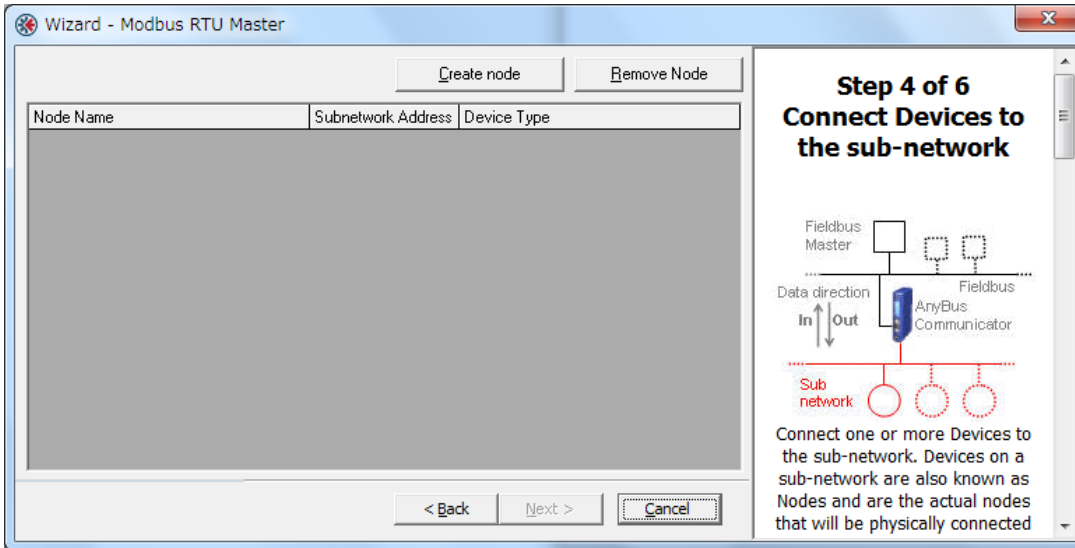 Wizard - Modbus RTU Master
Create node
Remove Node
Node Name
Subnetwork Address
Device Type
< Back
Next >
Cancel
Step 4 of 6
Connect Devices to
the sub-network
Fieldbus
Master
Fieldbus
Data direction
In
Out
AnyBus
Communicator
Sub
network
Connect one or more Devices to
the sub-network. Devices on a
sub-network are also known as
Nodes and are the actual nodes
that will be physically connected